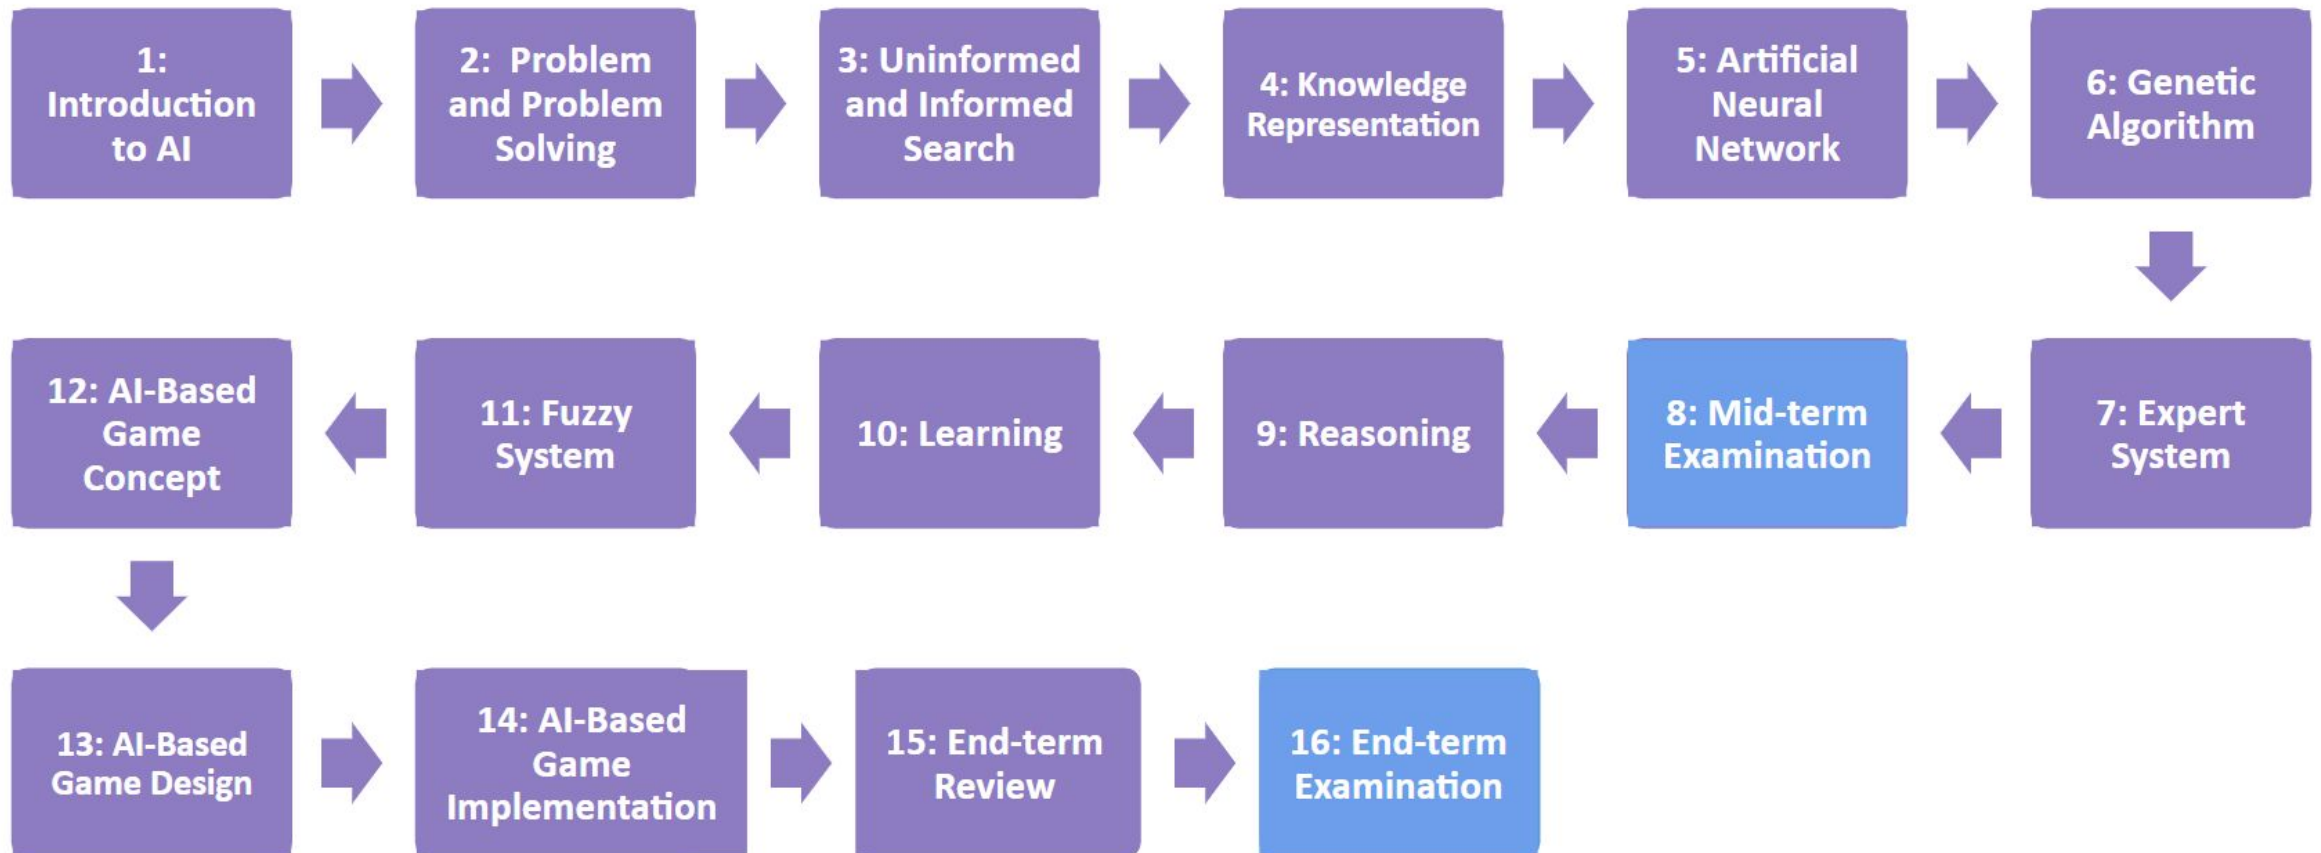 1:
Introduction
to AI
2: Problem
and Problem
Solving
3: Uninformed
and Informed
Search
4: Knowledge
Representation
5: Artificial
Neural
Network
6: Genetic
Algorithm
7: Expert
System
8: Mid-term
Examination
9: Reasoning
10: Learning
11: Fuzzy
System
12: AI-Based
Game
Concept
13: AI-Based
Game Design
14: AI-Based
Game
Implementation
15: End-term
Review
16: End-term
Examination